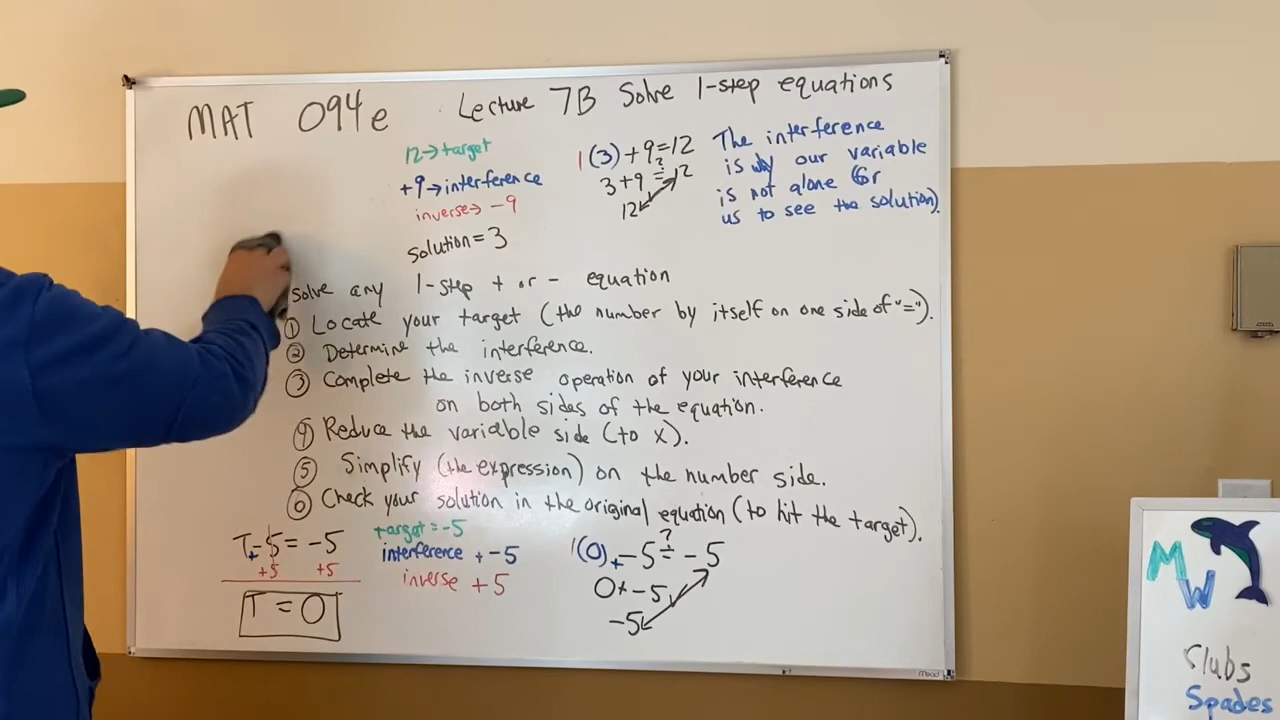 MAT 094e
Lecture 7B Solve 1-step equations
12→target
+9→interference
inverse→ -9
solution=3
1(3)+9=12
3+9 ≟ 12
12
The interference
is why our variable
is not alone (for
us to see the solution).
Solve any 1-step + or - equation
① Locate your target (the number by itself on one side of "=").
② Determine the interference.
③ Complete the inverse operation of your interference
on both sides of the equation.
④ Reduce the variable side (to x).
⑤ Simplify (the expression) on the number side.
⑥ Check your solution in the original equation (to hit the target).
T-5=-5
+5 +5
T=0
target=-5
interference +-5
inverse +5
1(0)+-5≟-5
0+-5
-5
Mead
MW
Clubs
Spades